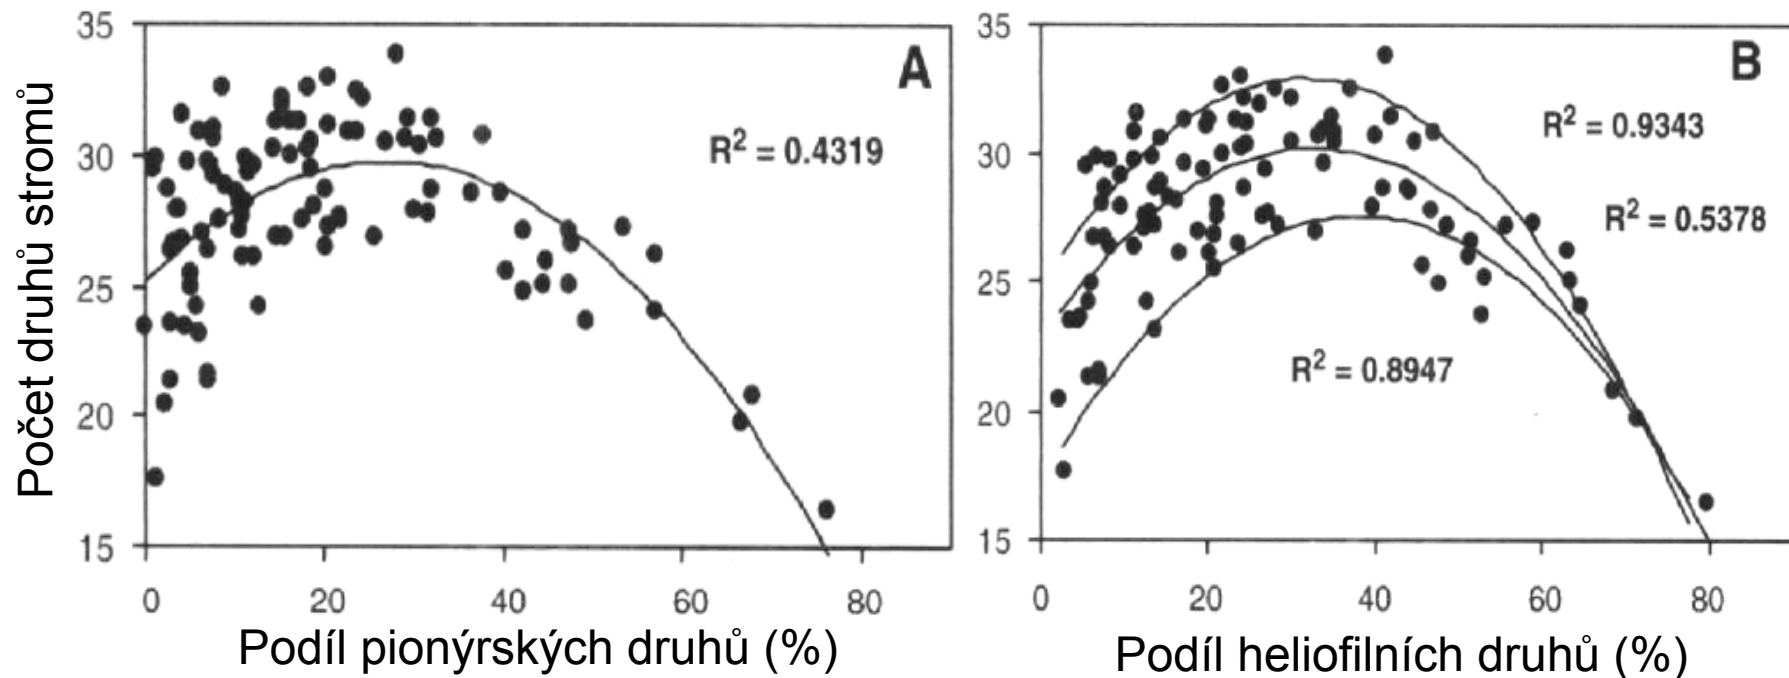 Počet druhů stromů
35
30
25
20
15
A
R² = 0.4319
0 20 40 60 80
Podíl pionýrských druhů (%)
35
30
25
20
15
B
R² = 0.9343
R² = 0.5378
R² = 0.8947
0 20 40 60 80
Podíl heliofilních druhů (%)